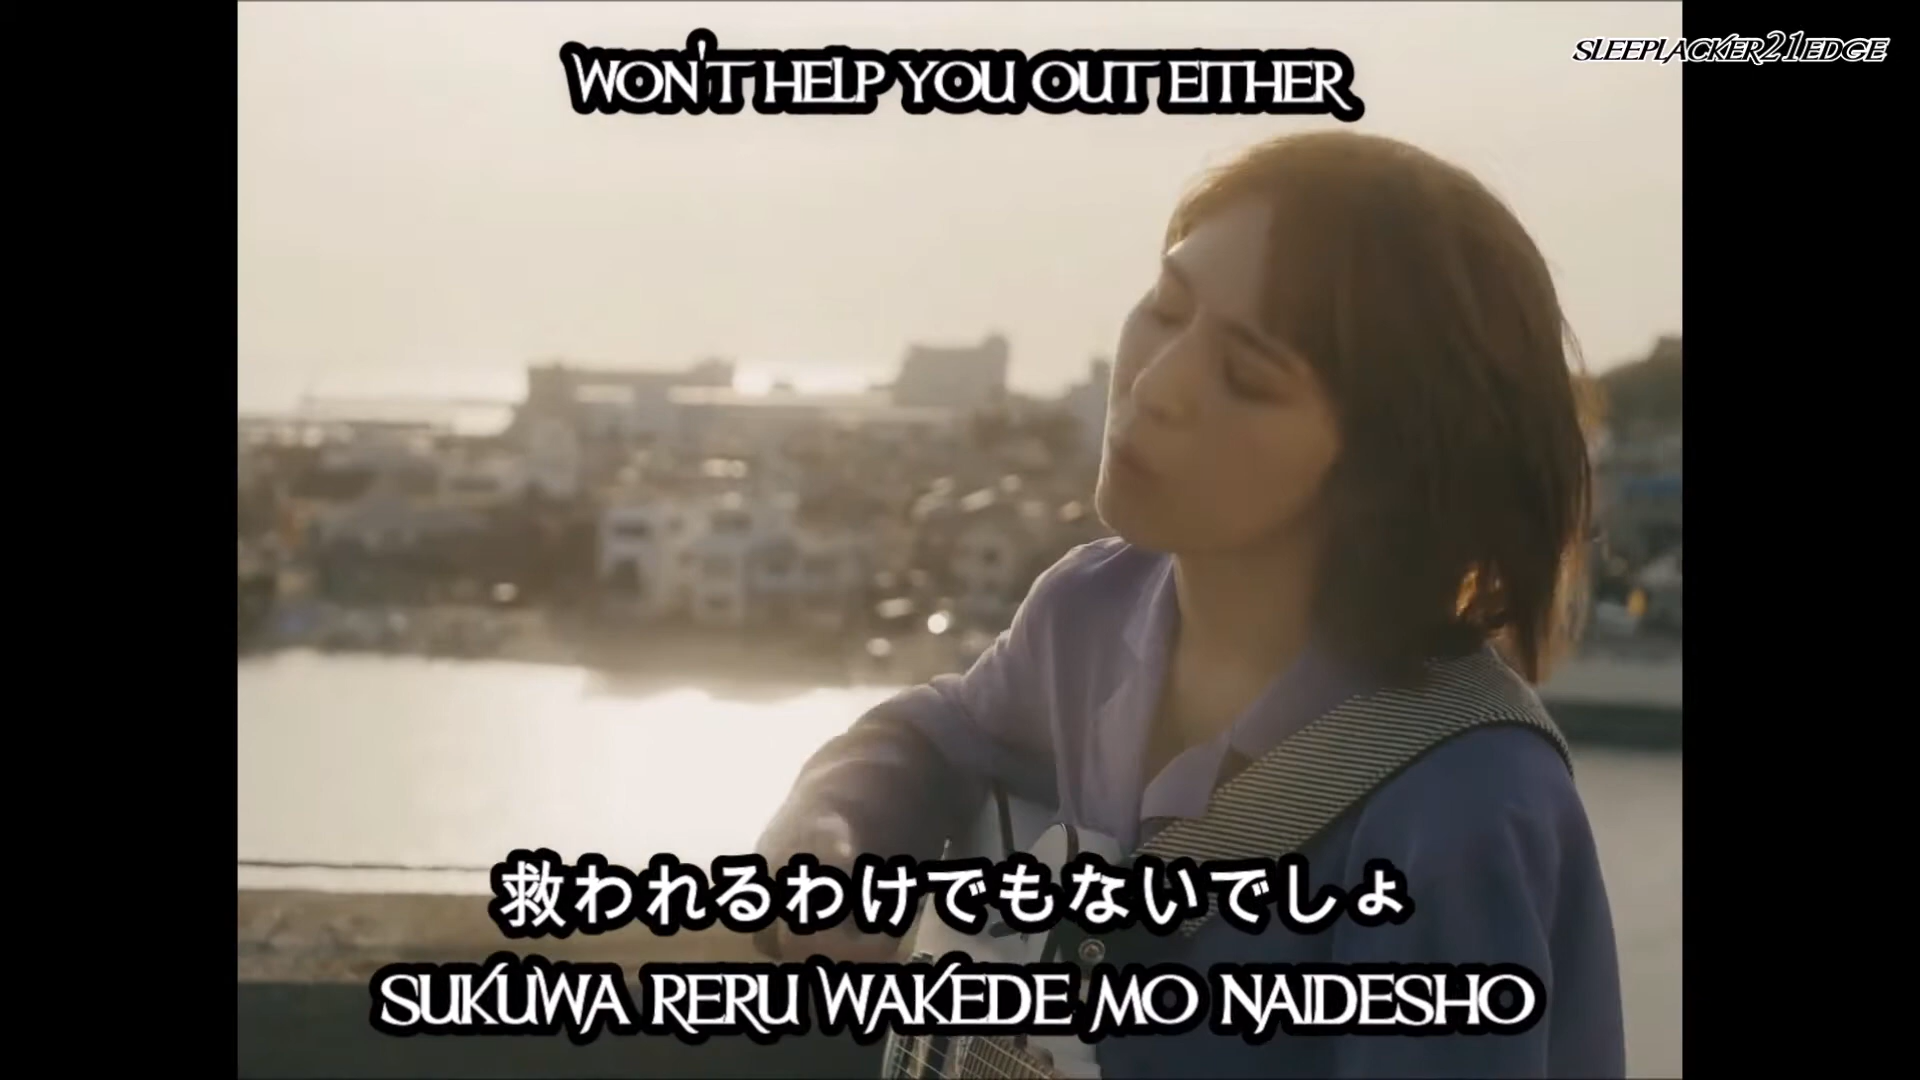 SLEEPLACKER21EDGE
WON'T HELP YOU OUT EITHER
救われるわけでもないでしょ
SUKUWA RERU WAKEDE MO NAIDESHO